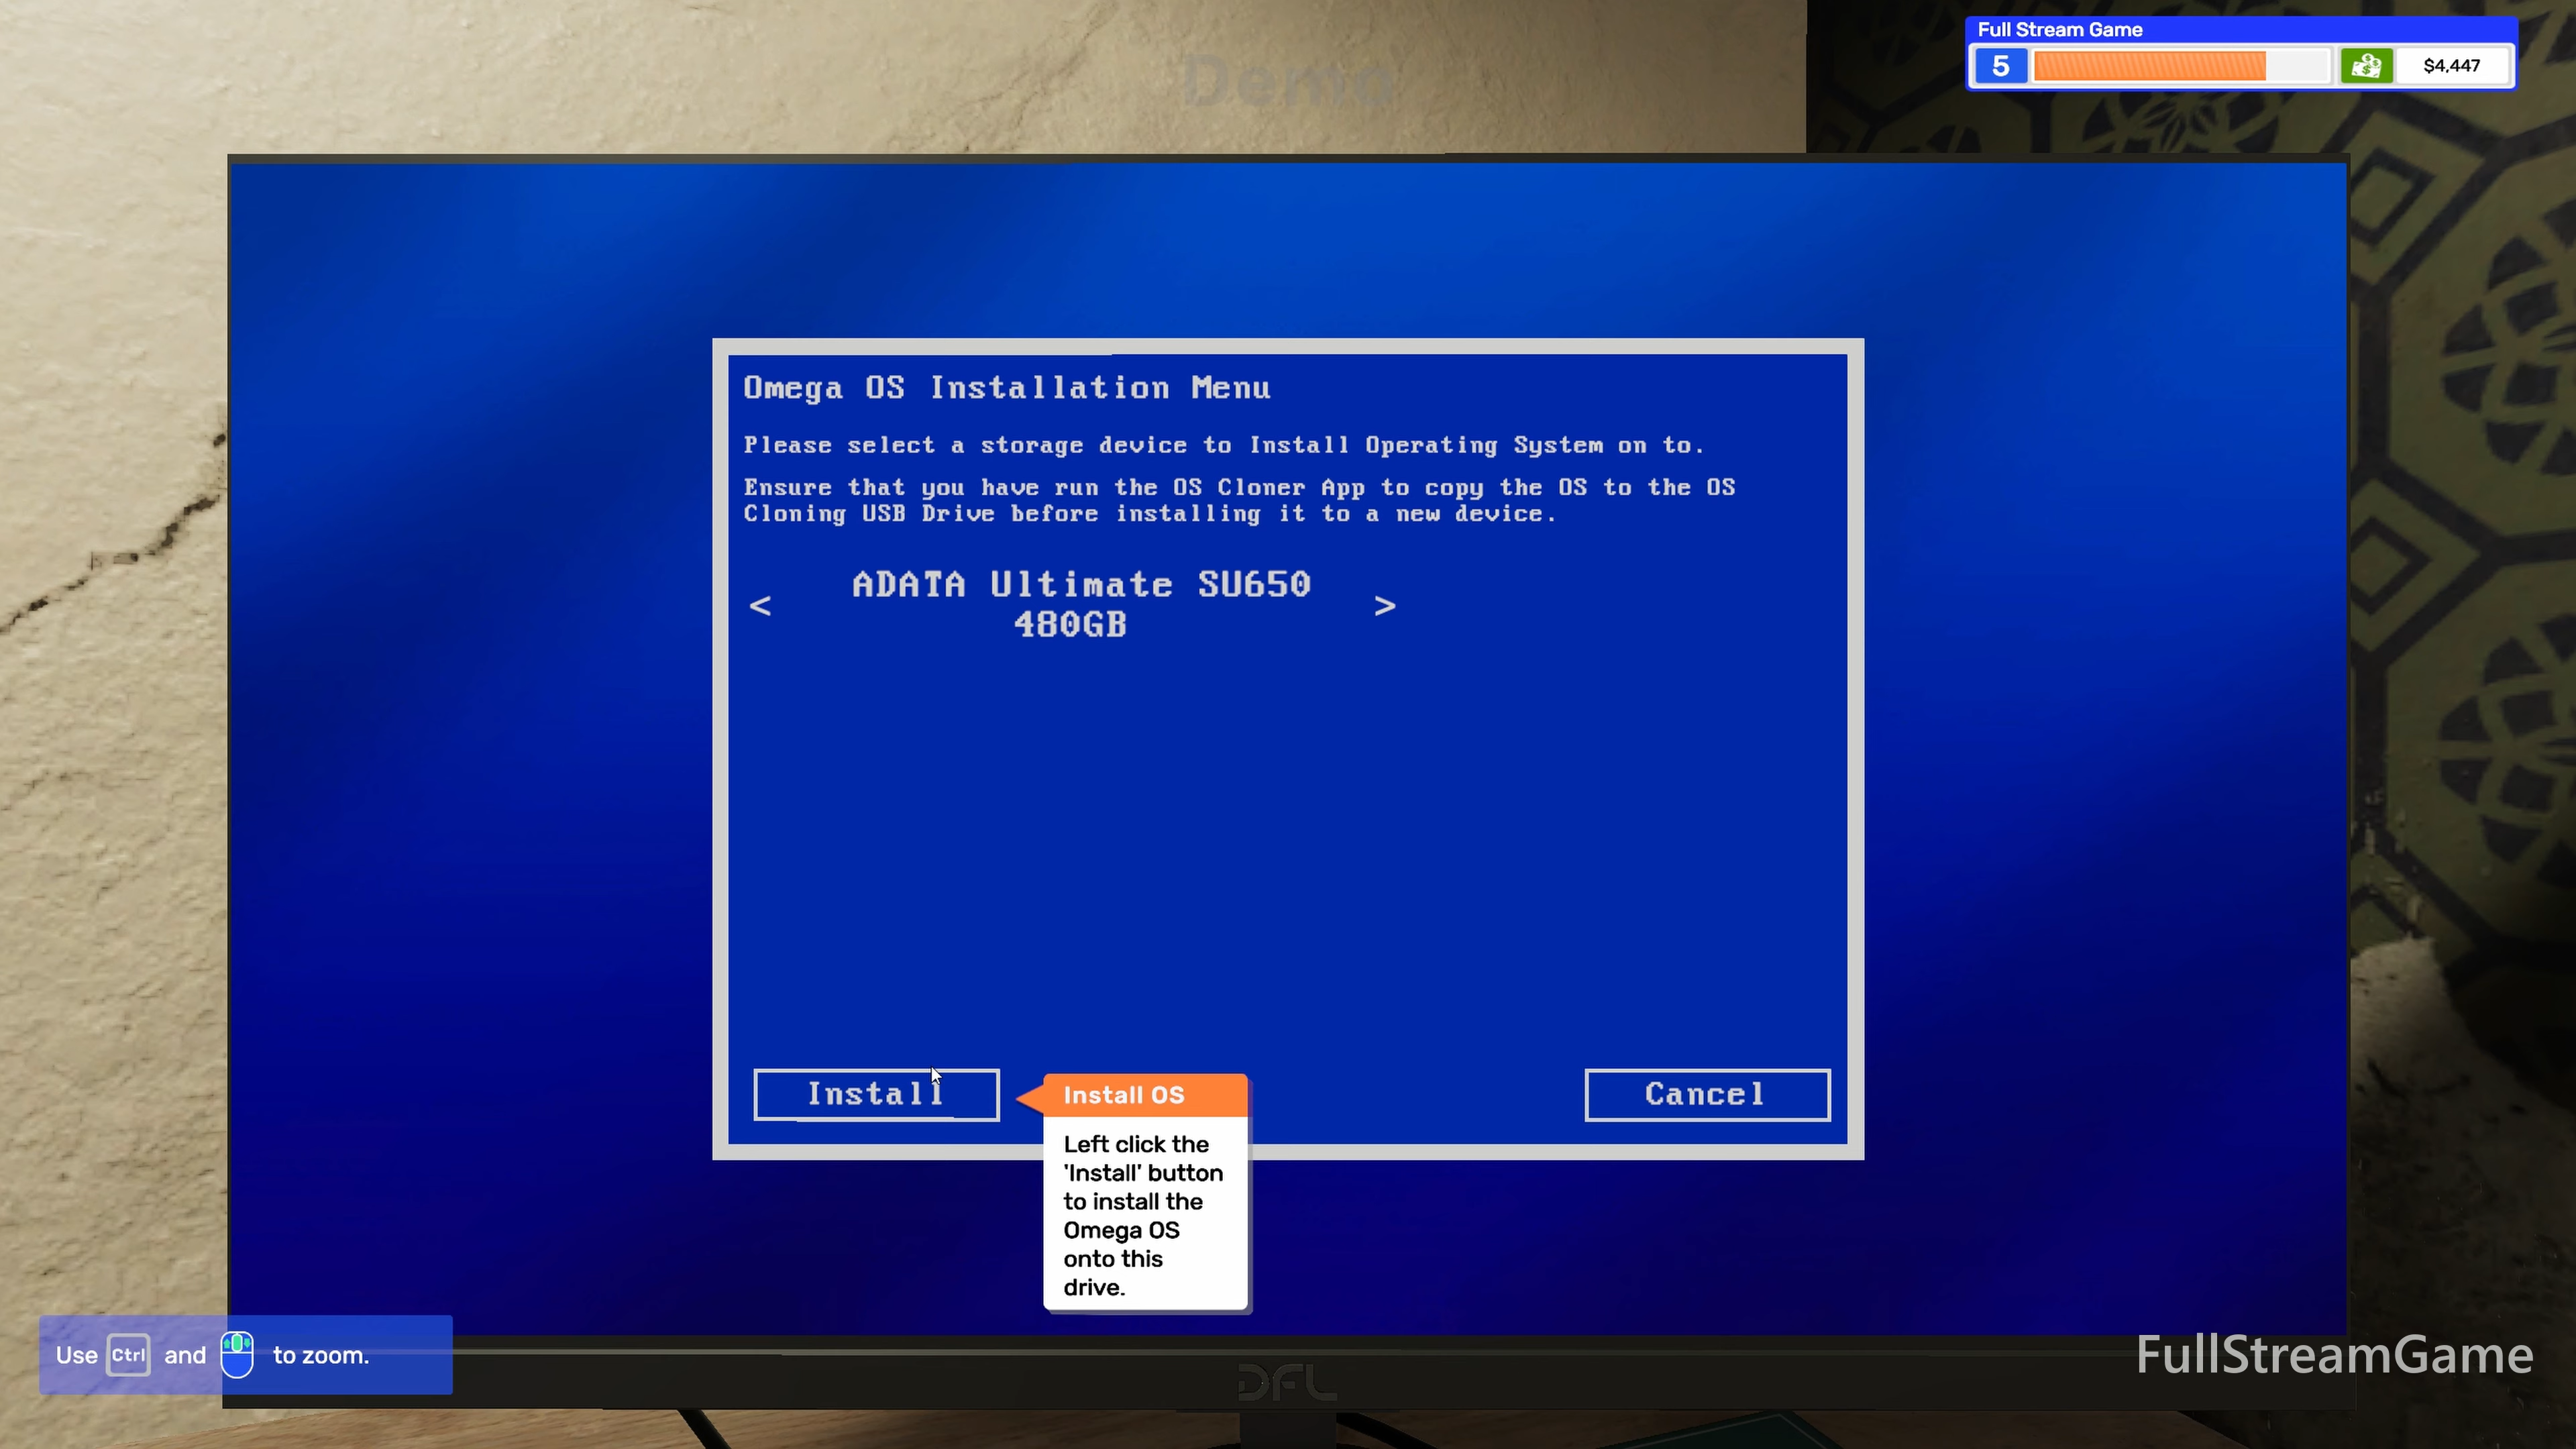 Demo
Full Stream Game
5
$4,447
Omega OS Installation Menu
Please select a storage device to Install Operating System on to.
Ensure that you have run the OS Cloner App to copy the OS to the OS
Cloning USB Drive before installing it to a new device.
< ADATA Ultimate SU650 >
480GB
Install
Cancel
Install OS
Left click the
'Install' button
to install the
Omega OS
onto this
drive.
Use Ctrl and to zoom.
FullStreamGame
DFL